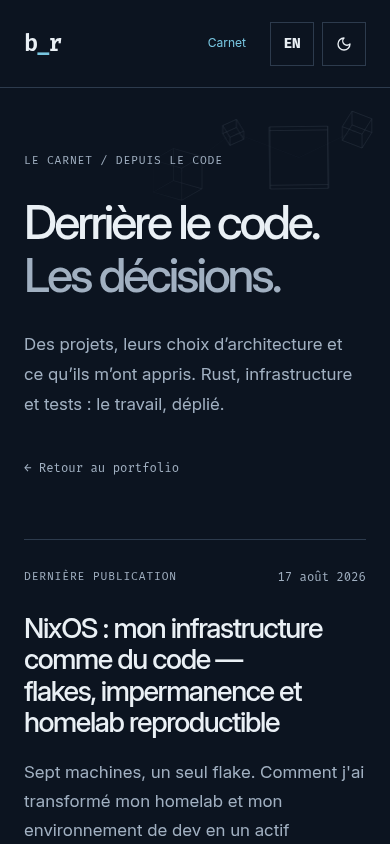 b_r
Carnet
EN
LE CARNET / DEPUIS LE CODE
Derrière le code.
Les décisions.
Des projets, leurs choix d’architecture et
ce qu’ils m’ont appris. Rust, infrastructure
et tests : le travail, déplié.
← Retour au portfolio
DERNIÈRE PUBLICATION
17 août 2026
NixOS : mon infrastructure
comme du code —
flakes, impermanence et
homelab reproductible
Sept machines, un seul flake. Comment j'ai
transformé mon homelab et mon
environnement de dev en un actif